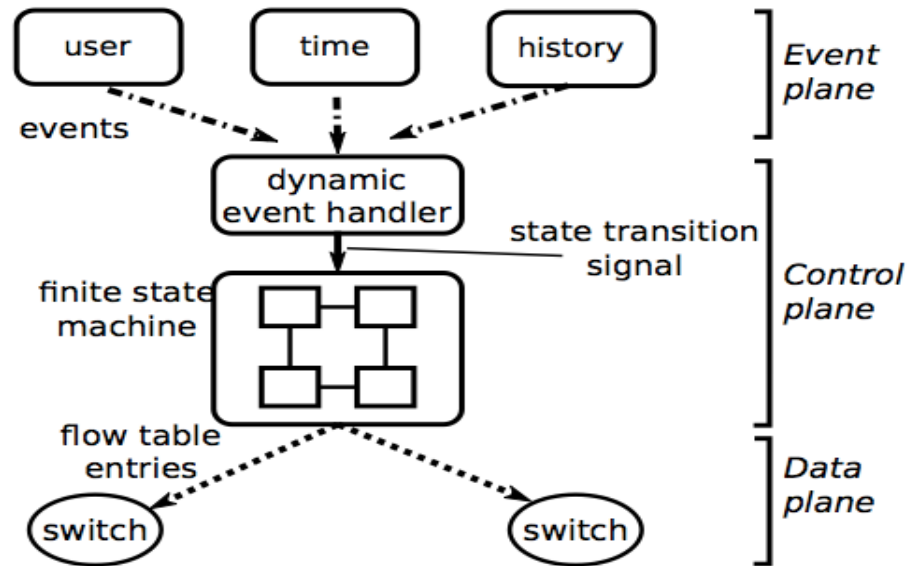 user
time
history
Event
plane
events
dynamic
event handler
state transition
signal
finite state
machine
Control
plane
flow table
entries
Data
plane
switch
switch